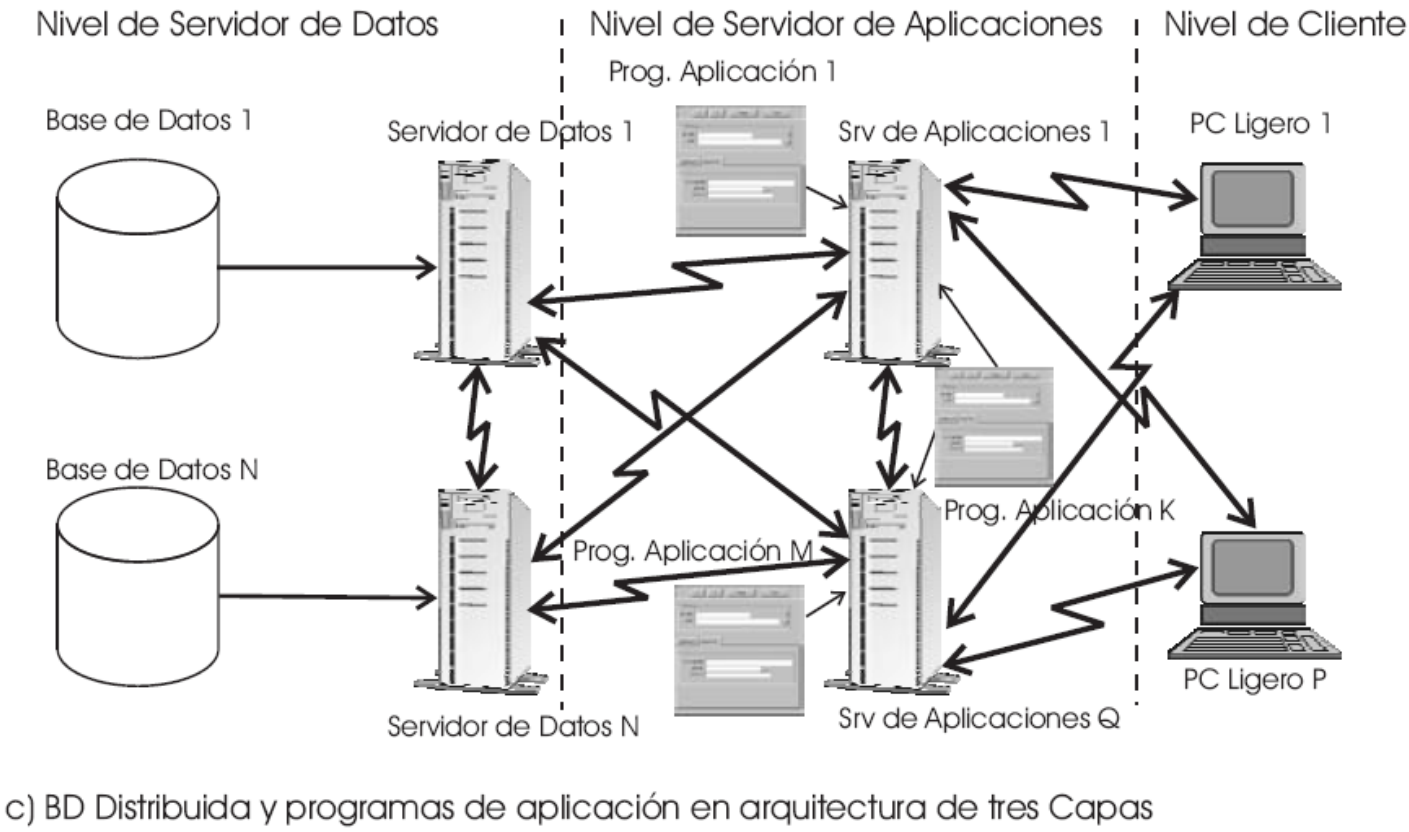 Nivel de Servidor de Datos
Nivel de Servidor de Aplicaciones
Nivel de Cliente
Prog. Aplicación 1
Base de Datos 1
Servidor de Datos 1
Srv de Aplicaciones 1
PC Ligero 1
Base de Datos N
Prog. Aplicación K
Prog. Aplicación M
PC Ligero P
Servidor de Datos N
Srv de Aplicaciones Q
c) BD Distribuida y programas de aplicación en arquitectura de tres Capas